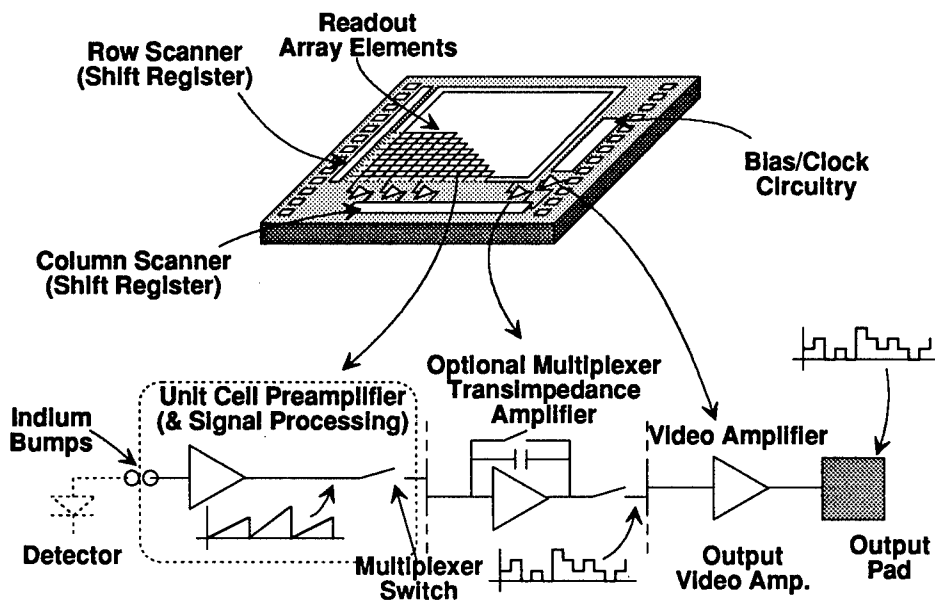 Readout
Array Elements
Row Scanner
(Shift Register)
Bias/Clock
Circuitry
Column Scanner
(Shift Register)
Optional Multiplexer
Transimpedance
Amplifier
Unit Cell Preamplifier
(& Signal Processing)
Indium
Bumps
Video Amplifier
Detector
Multiplexer
Switch
Output
Video Amp.
Output
Pad